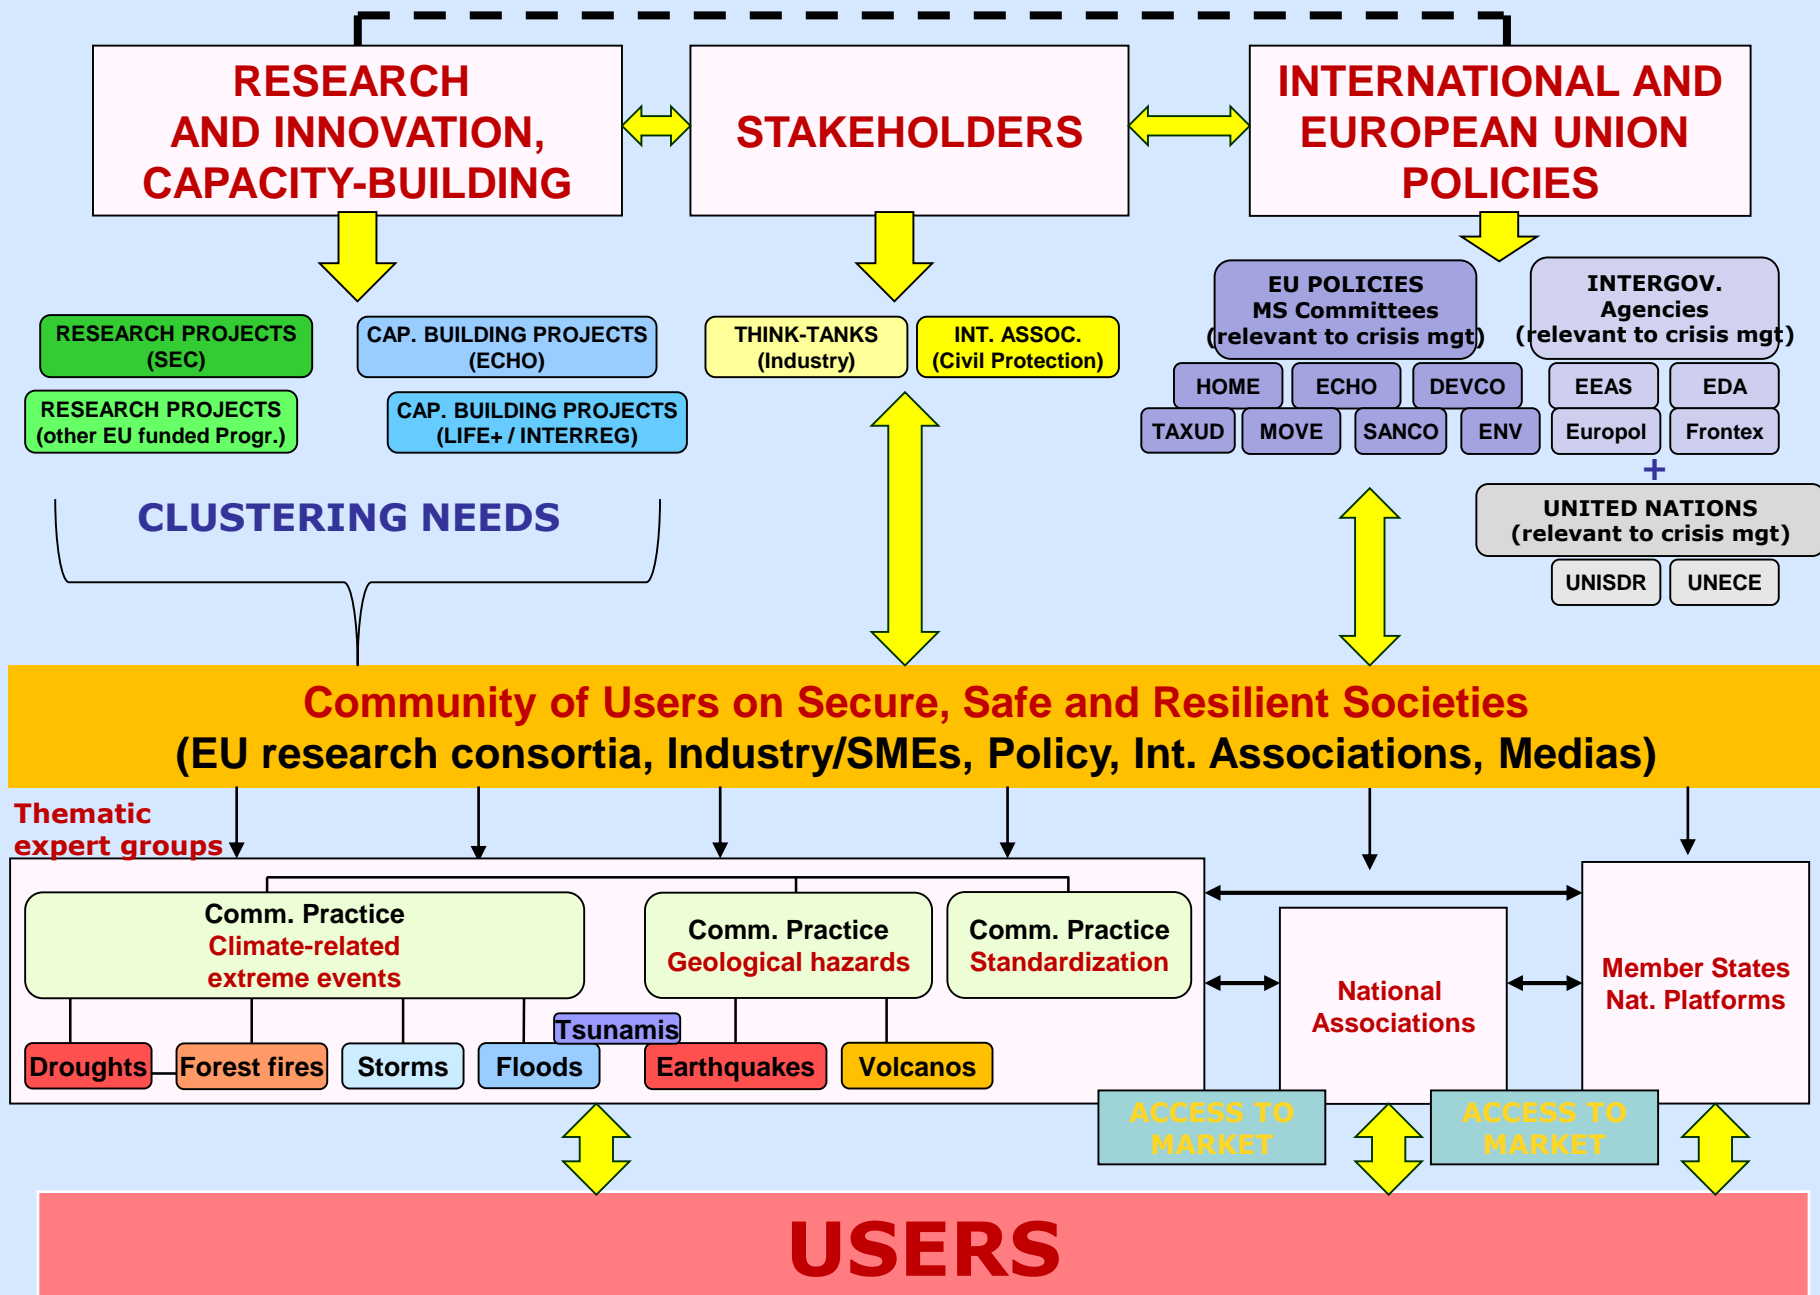 RESEARCH
AND INNOVATION,
CAPACITY-BUILDING
STAKEHOLDERS
INTERNATIONAL AND
EUROPEAN UNION
POLICIES
RESEARCH PROJECTS
(SEC)
CAP. BUILDING PROJECTS
(ECHO)
RESEARCH PROJECTS
(other EU funded Progr.)
CAP. BUILDING PROJECTS
(LIFE+ / INTERREG)
THINK-TANKS
(Industry)
INT. ASSOC.
(Civil Protection)
EU POLICIES
MS Committees
(relevant to crisis mgt)
INTERGOV.
Agencies
(relevant to crisis mgt)
HOME
ECHO
DEVCO
TAXUD
MOVE
SANCO
ENV
EEAS
EDA
Europol
Frontex
+
UNITED NATIONS
(relevant to crisis mgt)
UNISDR
UNECE
CLUSTERING NEEDS
Community of Users on Secure, Safe and Resilient Societies
(EU research consortia, Industry/SMEs, Policy, Int. Associations, Medias)
Thematic
expert groups
Comm. Practice
Climate-related
extreme events
Comm. Practice
Geological hazards
Comm. Practice
Standardization
Droughts
Forest fires
Storms
Floods
Tsunamis
Earthquakes
Volcanos
National
Associations
Member States
Nat. Platforms
ACCESS TO
MARKET
ACCESS TO
MARKET
USERS